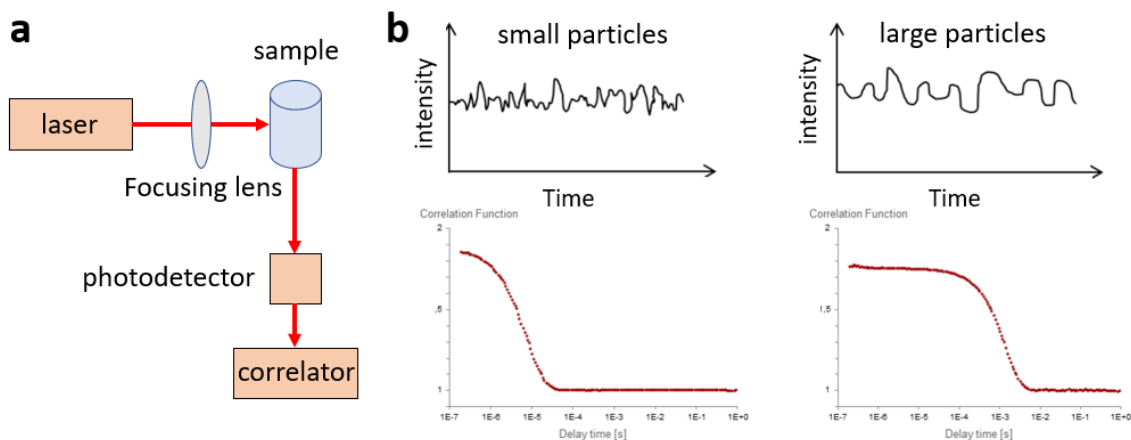 a
sample
laser
Focusing lens
photodetector
correlator
b
small particles
intensity
Time
Correlation Function
2
,5
1
1E-7 1E-6 1E-5 1E-4 1E-3 1E-2 1E-1 1E+0
Delay time [s]
large particles
intensity
Time
Correlation Function
2
1,5
1
1E-7 1E-6 1E-5 1E-4 1E-3 1E-2 1E-1 1E+0
Delay time [s]